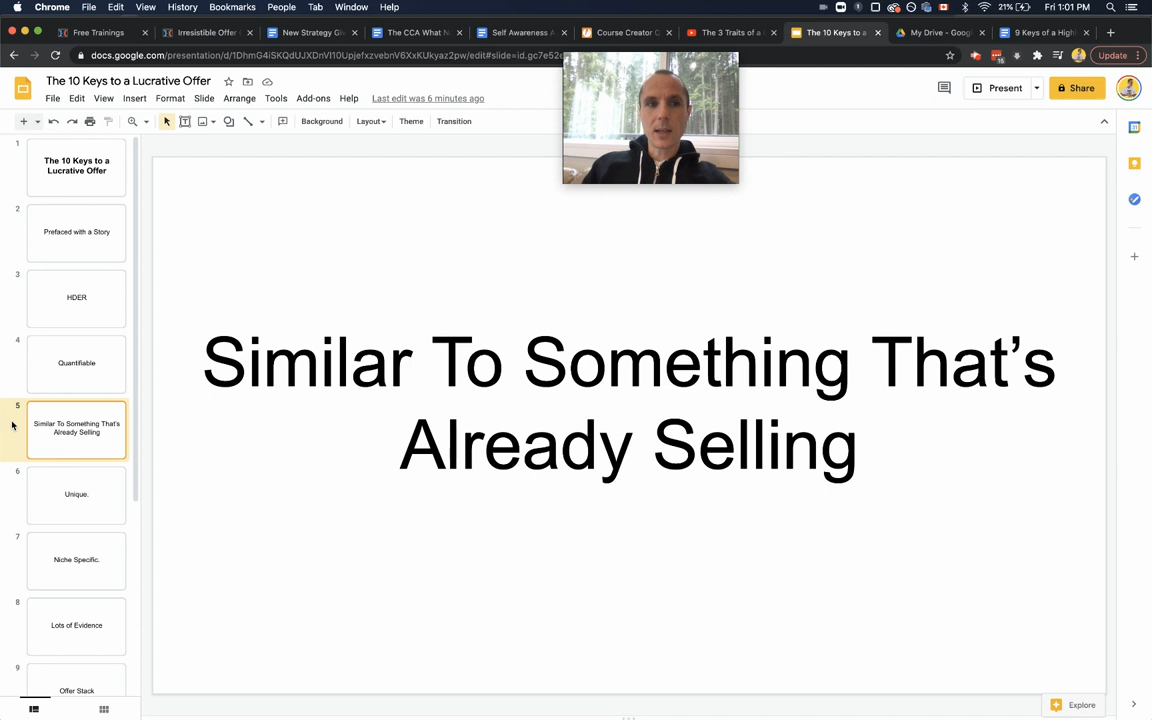 Chrome File Edit View History Bookmarks People Tab Window Help 21% Fri 1:01 PM
Free Trainings Irresistible Offer New Strategy Gi The CCA What N Self Awareness Course Creator The 3 Traits of a The 10 Keys to a My Drive - Goog 9 Keys of a High
docs.google.com/presentation/ Update
The 10 Keys to a Lucrative Offer
File Edit View Insert Format Slide Arrange Tools Add-ons Help Last edit was 6 minutes ago
Present Share
Background Layout Theme Transition
1
The 10 Keys to a
Lucrative Offer
2
Prefaced with a Story
3
HDER
4
Quantifiable
5
Similar To Something That's
Already Selling
6
Unique.
7
Niche Specific.
8
Lots of Evidence
9
Offer Stack
Similar To Something That’s
Already Selling
Explore